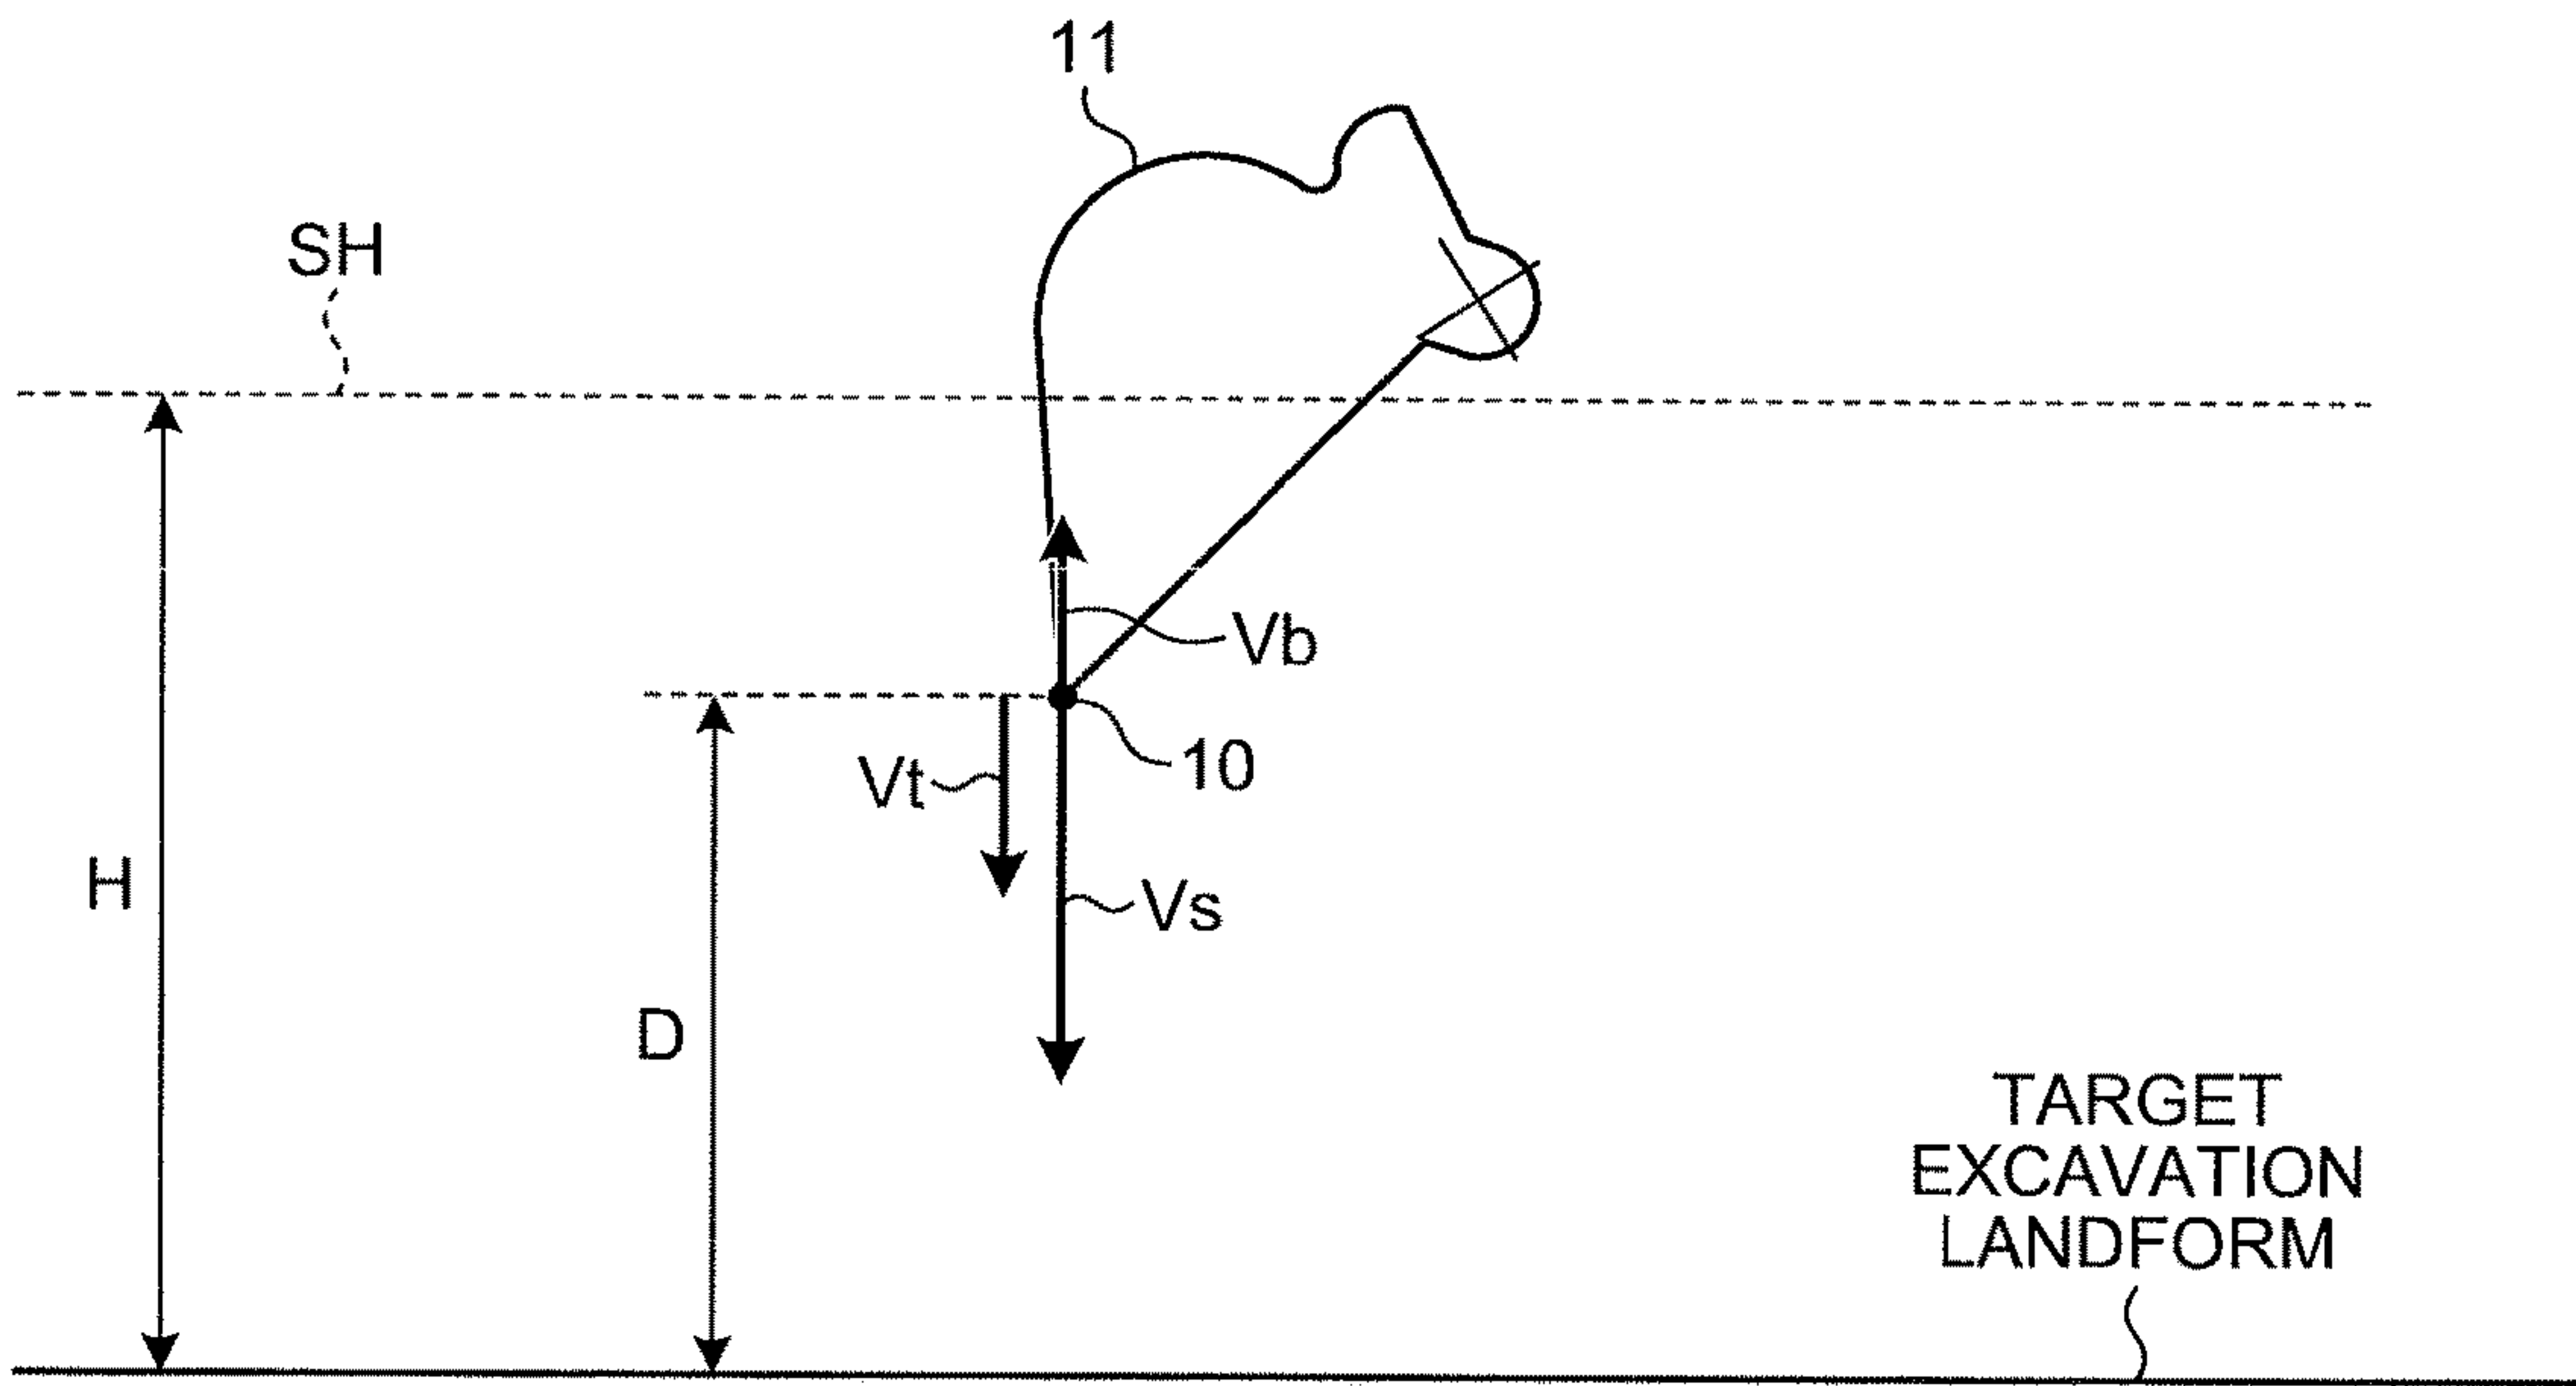 11
SH
Vb
10
Vt
Vs
H
D
TARGET
EXCAVATION
LANDFORM